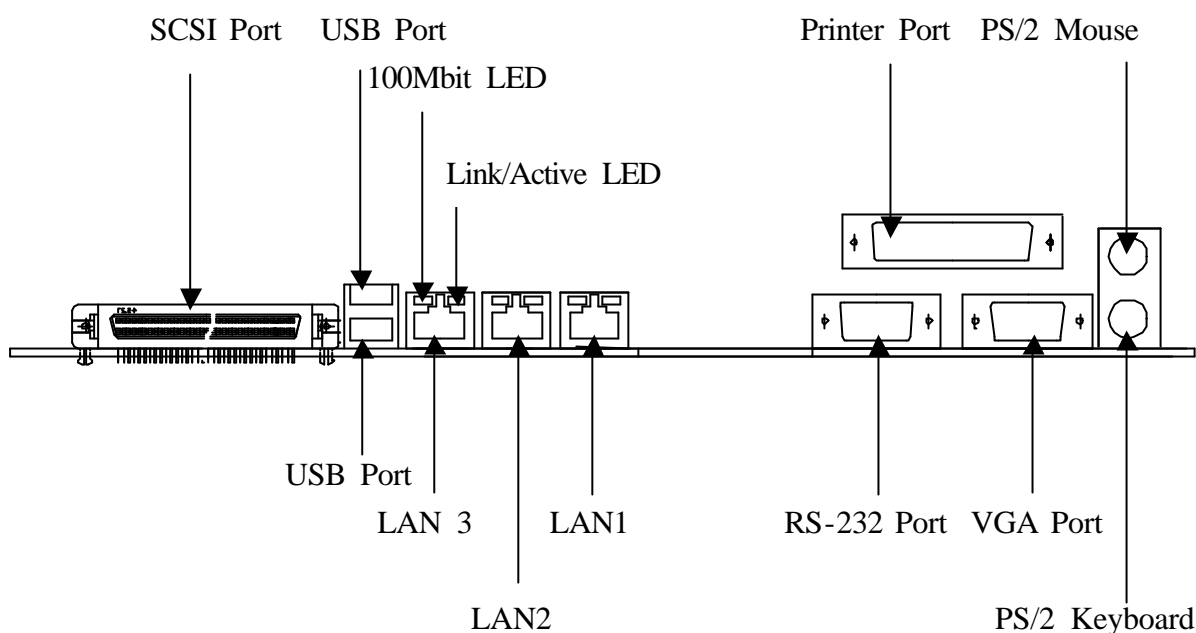 SCSI Port USB Port Printer Port PS/2 Mouse
100Mbit LED
Link/Active LED
USB Port
LAN 3 LAN1 RS-232 Port VGA Port
LAN2 PS/2 Keyboard